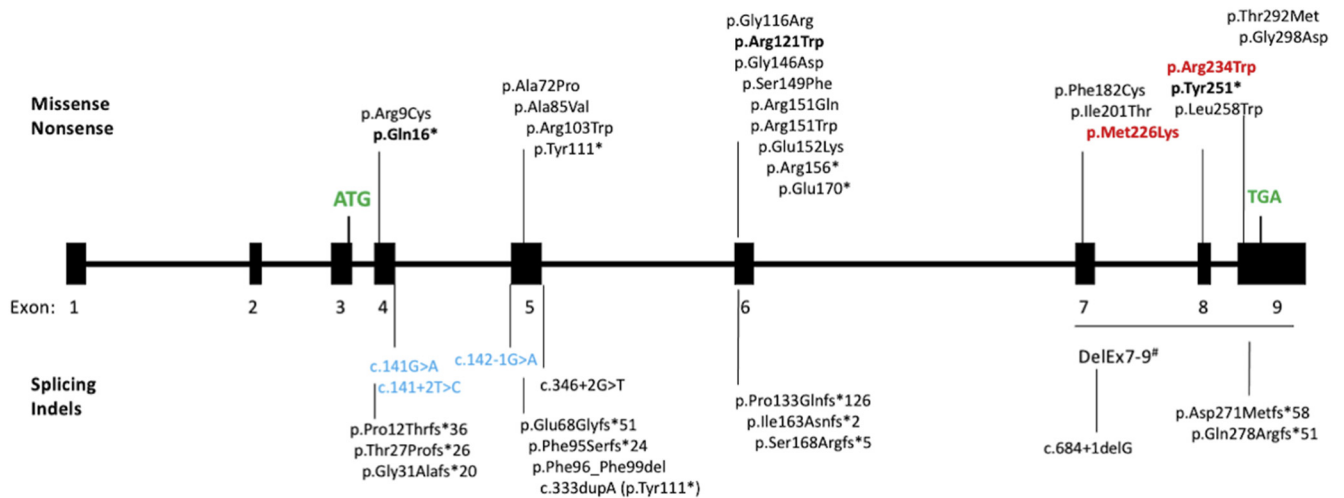 p.Thr292Met
p.Gly298Asp
p.Gly116Arg
p.Arg121Trp
p.Gly146Asp
p.Ser149Phe
p.Arg151Gln
p.Arg151Trp
p.Glu152Lys
p.Arg156*
p.Glu170*
p.Arg234Trp
p.Tyr251*
p.Leu258Trp
p.Phe182Cys
p.Ile201Thr
p.Met226Lys
p.Ala72Pro
p.Ala85Val
p.Arg103Trp
p.Tyr111*
Missense
Nonsense
p.Arg9Cys
p.Gln16*
ATG
TGA
Exon: 1 2 3 4 5 6 7 8 9
c.141G>A
c.141+2T>C
c.142-1G>A
c.346+2G>T
DelEx7-9#
Splicing
Indels
p.Pro12Thrfs*36
p.Thr27Profs*26
p.Gly31Alafs*20
p.Glu68Glyfs*51
p.Phe95Serfs*24
p.Phe96_Phe99del
c.333dupA (p.Tyr111*)
p.Pro133Glnfs*126
p.Ile163Asnfs*2
p.Ser168Argfs*5
c.684+1delG
p.Asp271Metfs*58
p.Gln278Argfs*51